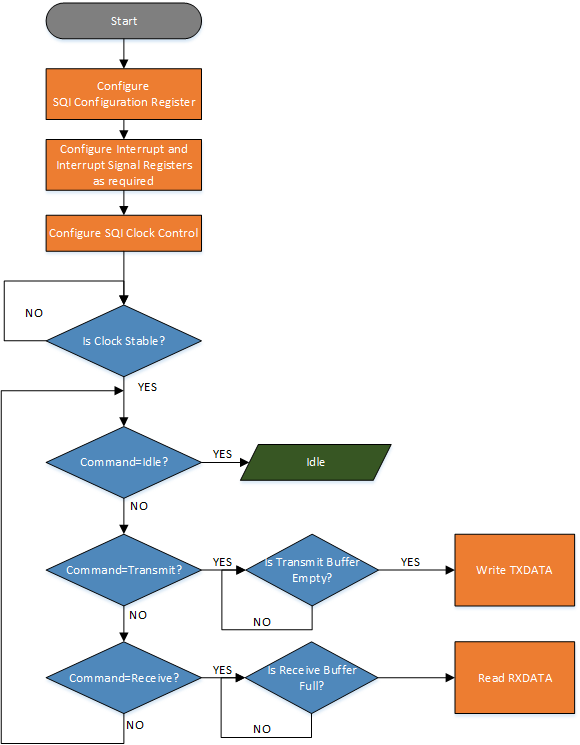 Start
Configure
SQI Configuration Register
Configure Interrupt and
Interrupt Signal Registers
as required
Configure SQI Clock Control
NO
Is Clock Stable?
YES
Command=Idle?
YES
Idle
NO
Command=Transmit?
YES
Is Transmit Buffer
Empty?
YES
Write TXDATA
NO
NO
Command=Receive?
YES
Is Receive Buffer
Full?
Read RXDATA
NO
NO